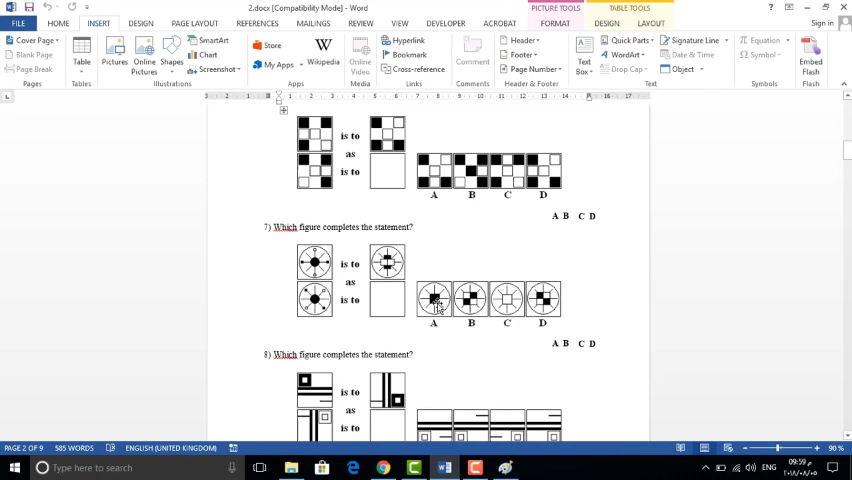 2.docx [Compatibility Mode] - Word
PICTURE TOOLS
TABLE TOOLS
FILE
HOME
INSERT
DESIGN
PAGE LAYOUT
REFERENCES
MAILINGS
REVIEW
VIEW
DEVELOPER
ACROBAT
FORMAT
DESIGN
LAYOUT
Sign in
Cover Page
Blank Page
Page Break
Pages
Table
Tables
Pictures
Online Pictures
Shapes
SmartArt
Chart
Screenshot
Illustrations
Store
My Apps
Add-ins
Wikipedia
Online Video
Media
Hyperlink
Bookmark
Cross-reference
Links
Comment
Comments
Header
Footer
Page Number
Header & Footer
Text Box
Quick Parts
WordArt
Drop Cap
Signature Line
Date & Time
Object
Text
Equation
Symbol
Symbols
Embed Flash
Flash
is to
as
is to
A B C D
A B C D
7) Which figure completes the statement?
is to
as
is to
A B C D
A B C D
8) Which figure completes the statement?
is to
as
is to
PAGE 2 OF 9
585 WORDS
ENGLISH (UNITED KINGDOM)
90 %
Type here to search
ENG
09:59 م
٢٠١٨/٠٨/٠٥